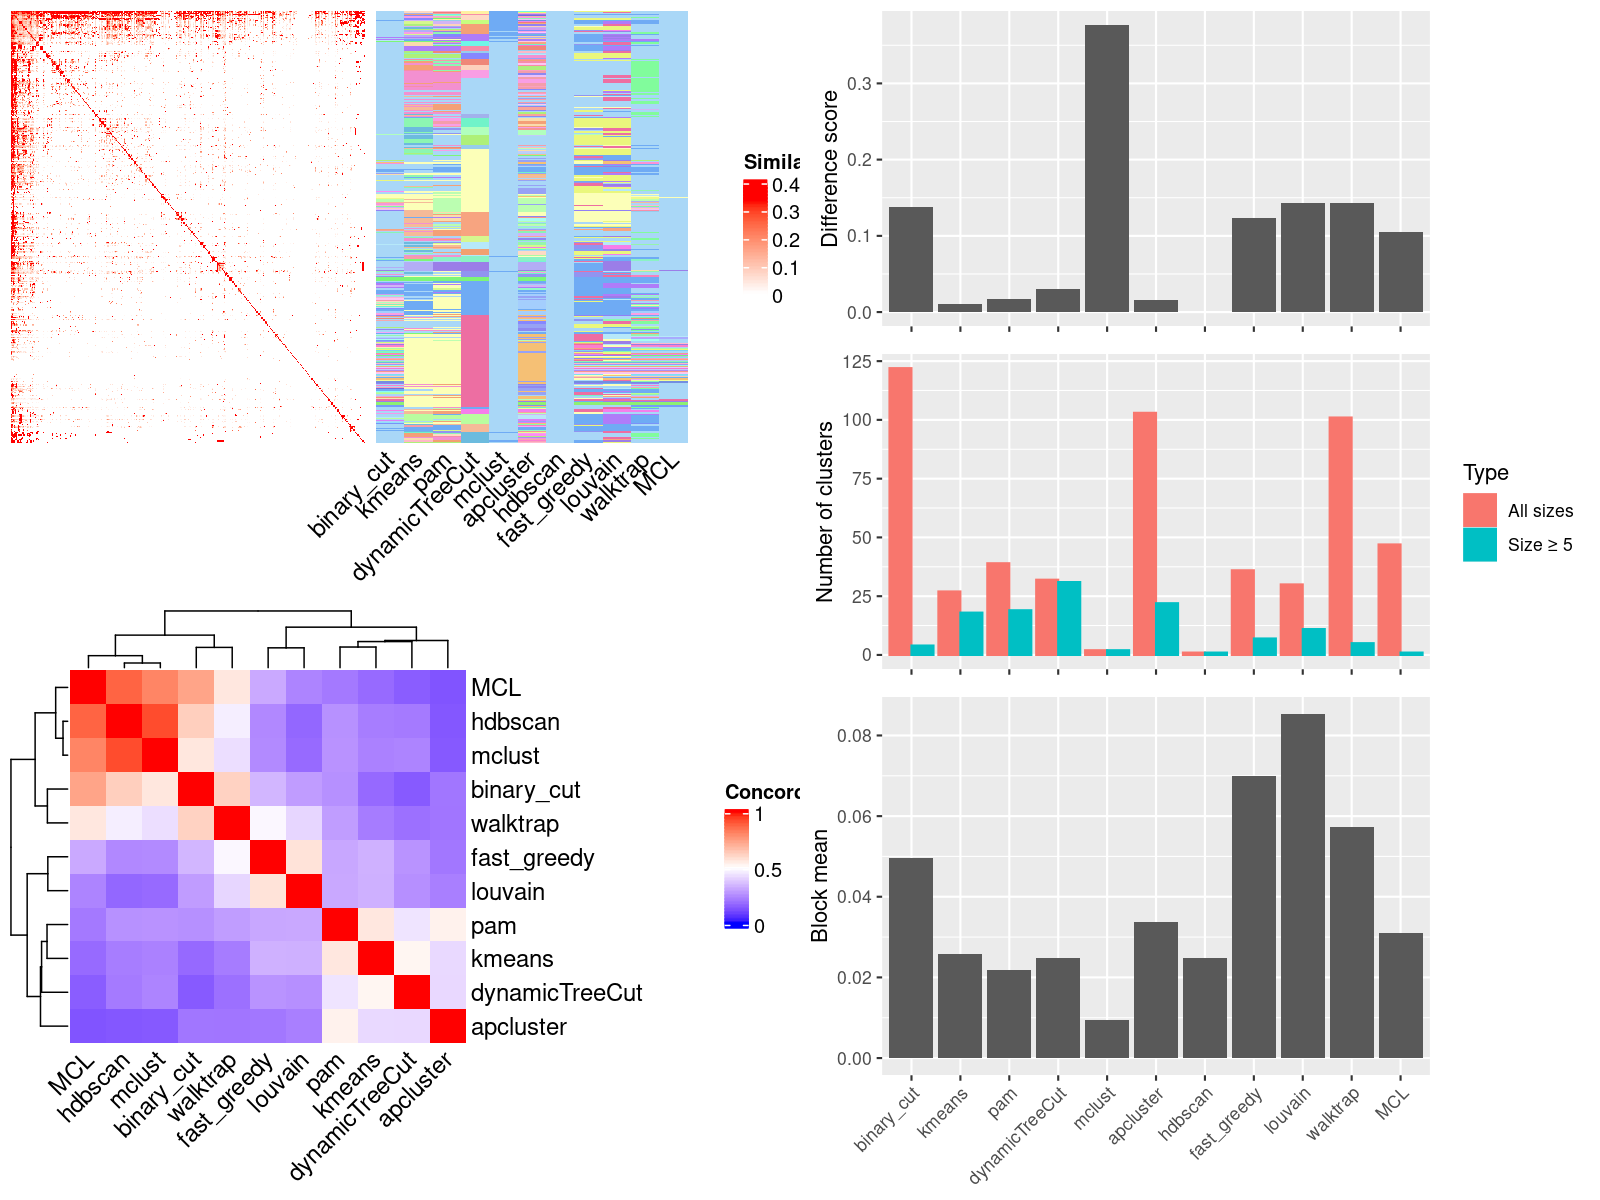 Simila
0.4
0.3
0.2
0.1
0
binary_cut
kmeans
pam
dynamicTreeCut
mclust
apcluster
hdbscan
fast_greedy
louvain
walktrap
MCL
MCL
hdbscan
mclust
binary_cut
walktrap
fast_greedy
louvain
pam
kmeans
dynamicTreeCut
apcluster
Concord
1
0.5
0
MCL
hdbscan
mclust
binary_cut
walktrap
fast_greedy
louvain
pam
kmeans
dynamicTreeCut
apcluster
Difference score
0.3
0.2
0.1
0.0
Number of clusters
125
100
75
50
25
0
Type
All sizes
Size ≥ 5
Block mean
0.08
0.06
0.04
0.02
0.00
binary_cut
kmeans
pam
dynamicTreeCut
mclust
apcluster
hdbscan
fast_greedy
louvain
walktrap
MCL